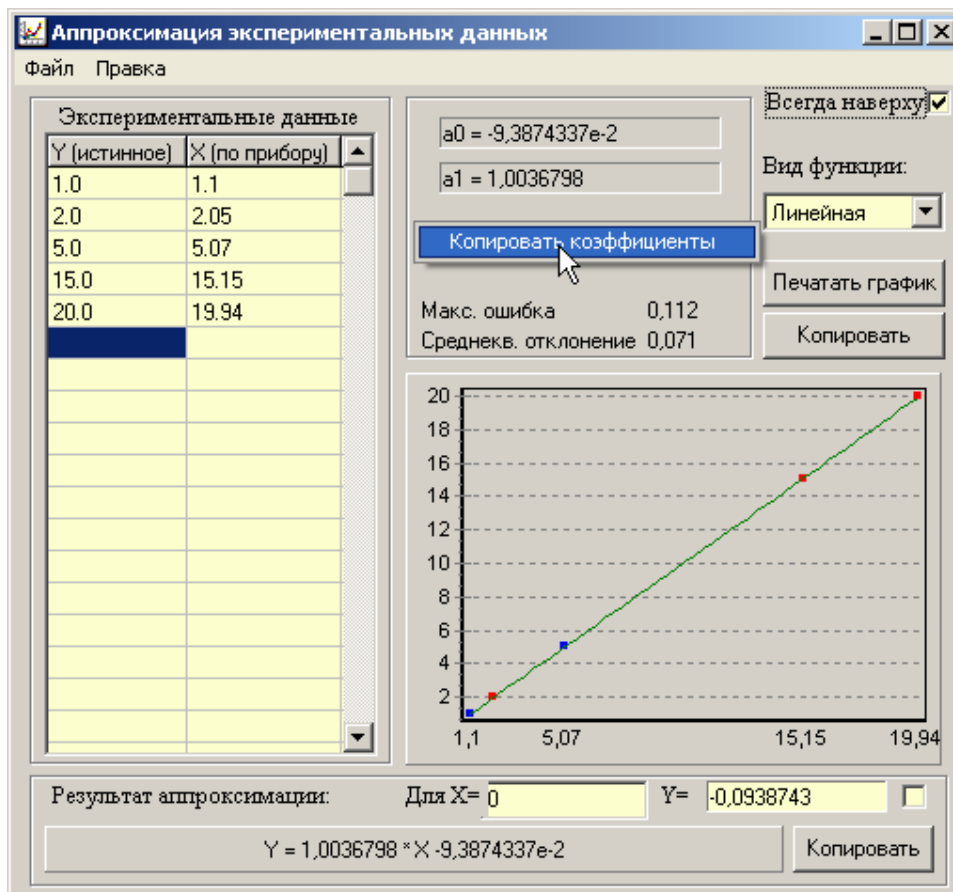 Аппроксимация экспериментальных данных
Файл Правка
Экспериментальные данные
Y (истинное) X (по прибору)
1.0 1.1
2.0 2.05
5.0 5.07
15.0 15.15
20.0 19.94
a0 = -9,3874337e-2
a1 = 1,0036798
Копировать коэффициенты
Макс. ошибка 0,112
Среднекв. отклонение 0,071
Всегда наверху
Вид функции:
Линейная
Печатать график
Копировать
20
18
16
14
12
10
8
6
4
2
1,1 5,07 15,15 19,94
Результат аппроксимации: Для X= 0 Y= -0,0938743
Y = 1,0036798 * X -9,3874337e-2
Копировать